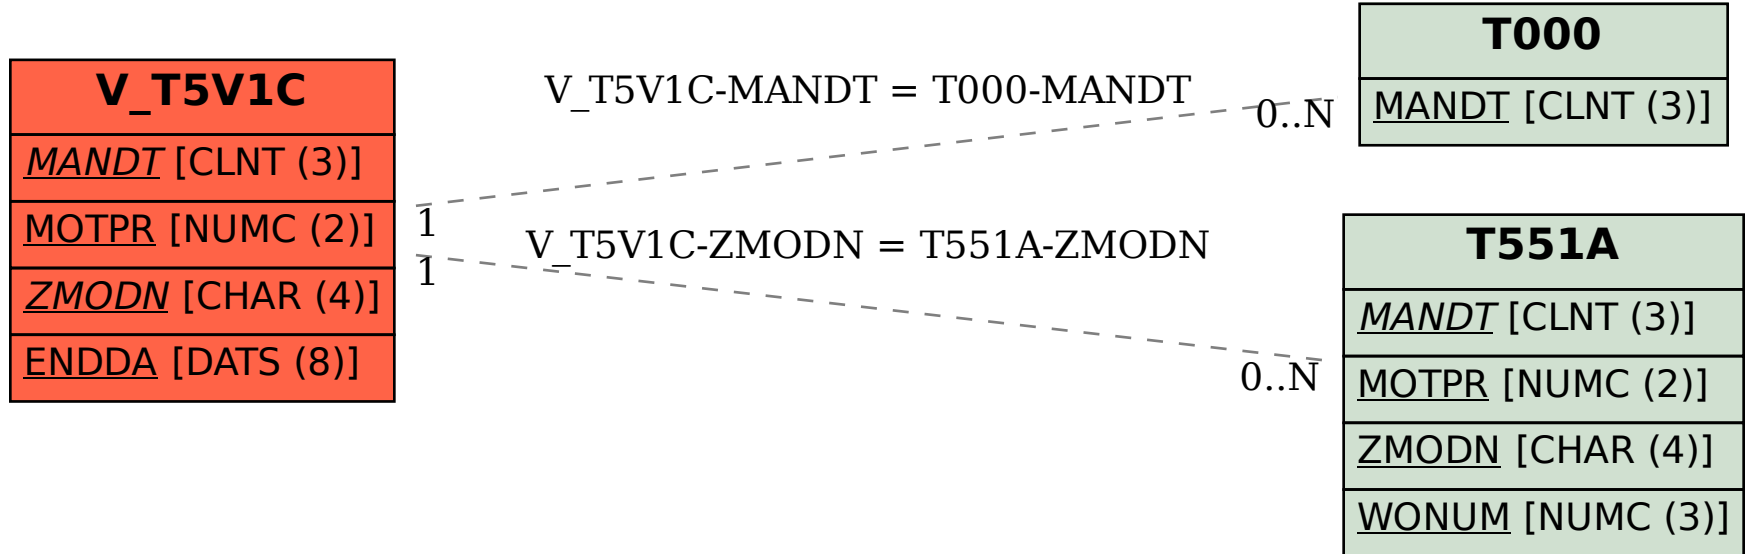 V_T5V1C
MANDT [CLNT (3)]
MOTPR [NUMC (2)]
ZMODN [CHAR (4)]
ENDDA [DATS (8)]
V_T5V1C-MANDT = T000-MANDT
0..N
1
V_T5V1C-ZMODN = T551A-ZMODN
1
0..N
T000
MANDT [CLNT (3)]
T551A
MANDT [CLNT (3)]
MOTPR [NUMC (2)]
ZMODN [CHAR (4)]
WONUM [NUMC (3)]